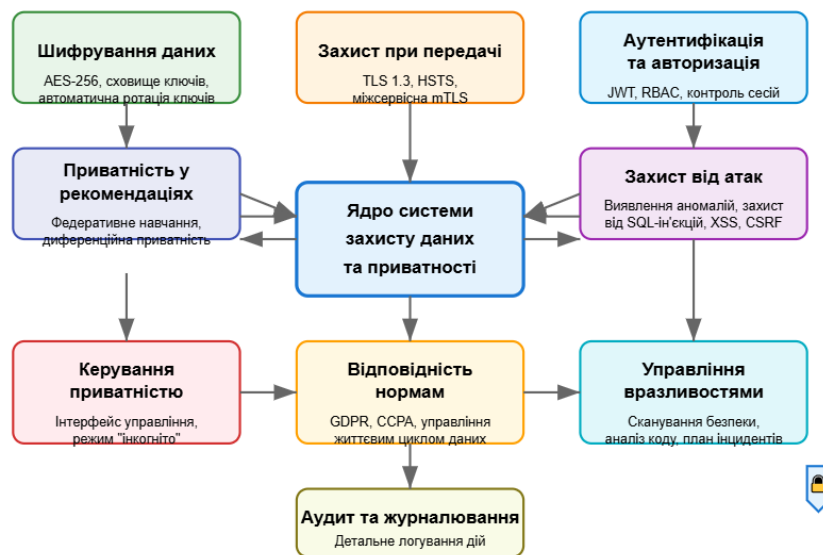 Шифрування даних
AES-256, сховище ключів,
автоматична ротація ключів
Захист при передачі
TLS 1.3, HSTS,
міжсервісна mTLS
Аутентифікація
та авторизація
JWT, RBAC, контроль сесій
Приватність у
рекомендаціях
Федеративне навчання,
диференційна приватність
Ядро системи
захисту даних
та приватності
Захист від атак
Виявлення аномалій, захист
від SQL-ін'єкцій, XSS, CSRF
Керування
приватністю
Інтерфейс управління,
режим "інкогніто"
Відповідність
нормам
GDPR, CCPA, управління
життєвим циклом даних
Управління
вразливостями
Сканування безпеки,
аналіз коду, план інцидентів
Аудит та журналювання
Детальне логування дій